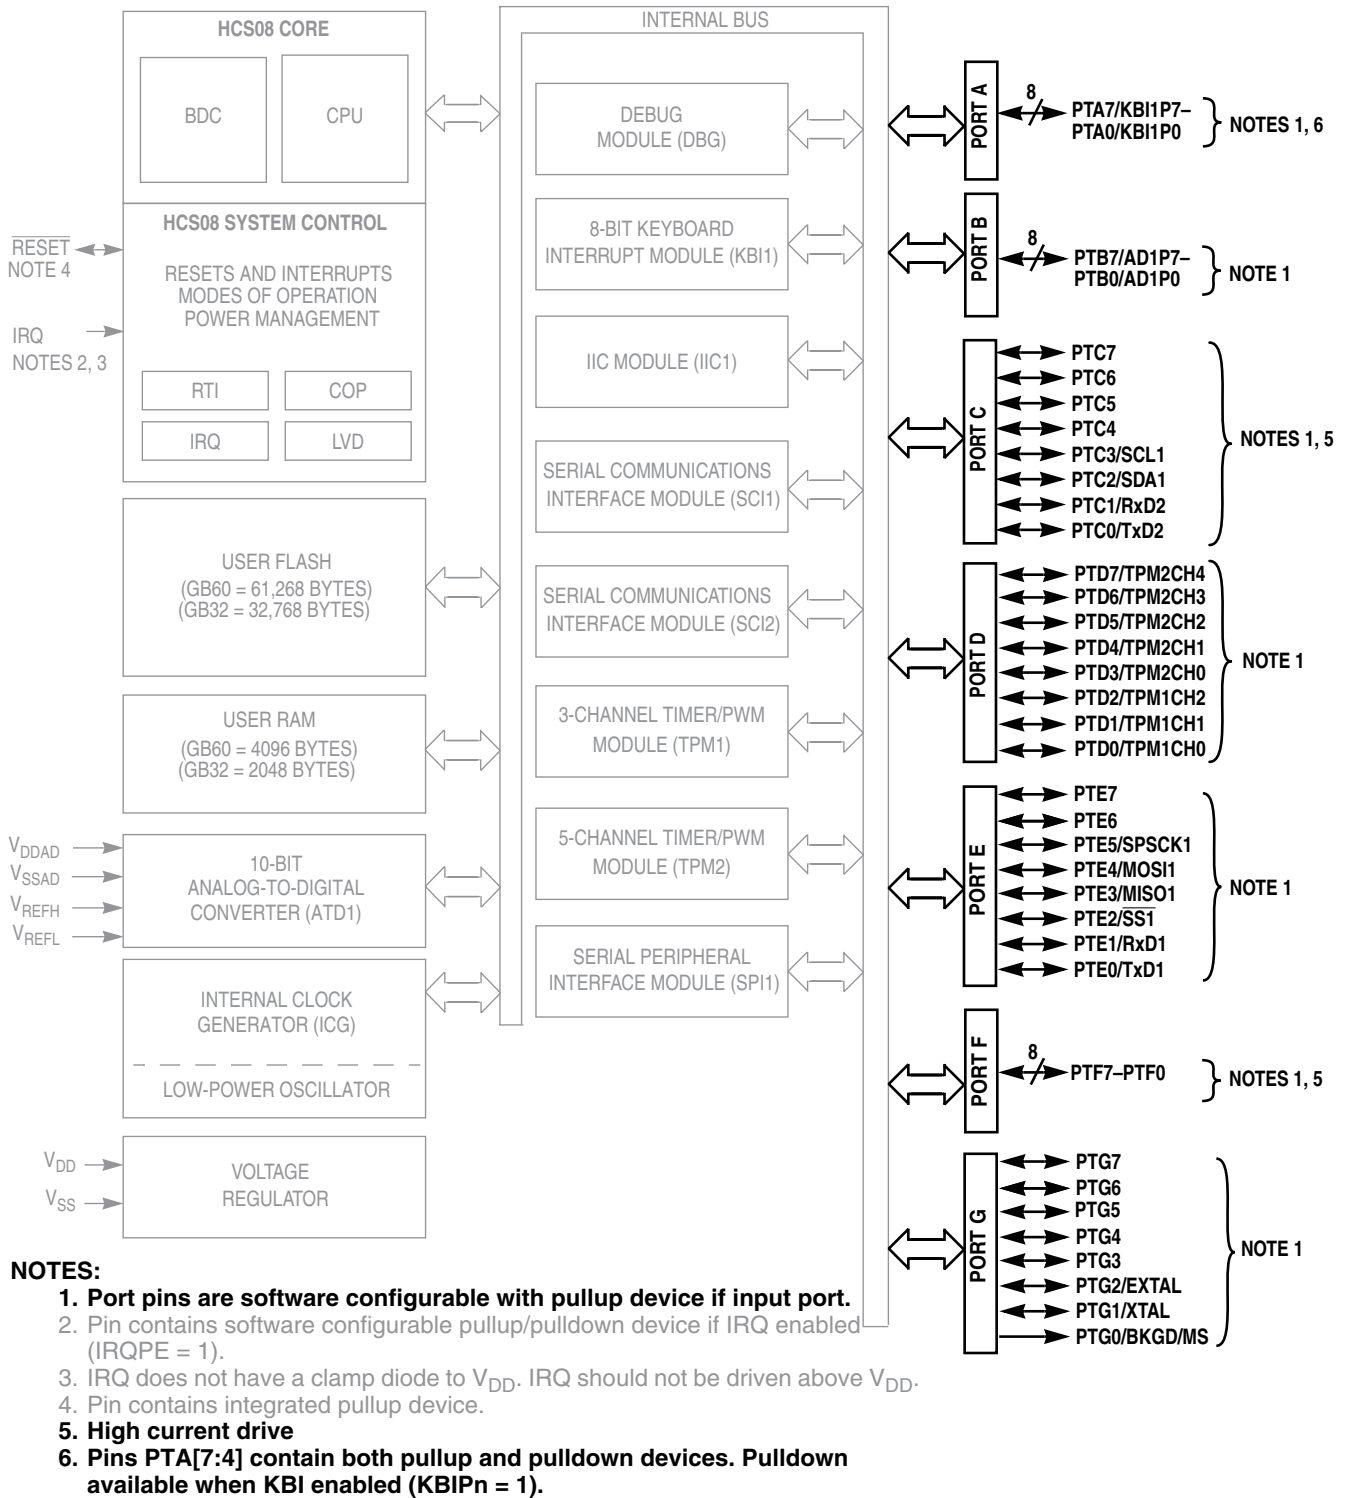 HCS08 CORE
BDC
CPU
HCS08 SYSTEM CONTROL
RESETS AND INTERRUPTS
MODES OF OPERATION
POWER MANAGEMENT
RTI
COP
IRQ
LVD
RESET
NOTE 4
IRQ
NOTES 2, 3
USER FLASH
(GB60 = 61,268 BYTES)
(GB32 = 32,768 BYTES)
USER RAM
(GB60 = 4096 BYTES)
(GB32 = 2048 BYTES)
VDDAD
VSSAD
VREFH
VREFL
10-BIT
ANALOG-TO-DIGITAL
CONVERTER (ATD1)
INTERNAL CLOCK
GENERATOR (ICG)
LOW-POWER OSCILLATOR
VDD
VSS
VOLTAGE
REGULATOR
INTERNAL BUS
DEBUG
MODULE (DBG)
8-BIT KEYBOARD
INTERRUPT MODULE (KBI1)
IIC MODULE (IIC1)
SERIAL COMMUNICATIONS
INTERFACE MODULE (SCI1)
SERIAL COMMUNICATIONS
INTERFACE MODULE (SCI2)
3-CHANNEL TIMER/PWM
MODULE (TPM1)
5-CHANNEL TIMER/PWM
MODULE (TPM2)
SERIAL PERIPHERAL
INTERFACE MODULE (SPI1)
PORT A
8
PTA7/KBI1P7–
PTA0/KBI1P0
NOTES 1, 6
PORT B
8
PTB7/AD1P7–
PTB0/AD1P0
NOTE 1
PORT C
PTC7
PTC6
PTC5
PTC4
PTC3/SCL1
PTC2/SDA1
PTC1/RxD2
PTC0/TxD2
NOTES 1, 5
PORT D
PTD7/TPM2CH4
PTD6/TPM2CH3
PTD5/TPM2CH2
PTD4/TPM2CH1
PTD3/TPM2CH0
PTD2/TPM1CH2
PTD1/TPM1CH1
PTD0/TPM1CH0
NOTE 1
PORT E
PTE7
PTE6
PTE5/SPSCK1
PTE4/MOSI1
PTE3/MISO1
PTE2/SS1
PTE1/RxD1
PTE0/TxD1
NOTE 1
PORT F
8
PTF7–PTF0
NOTES 1, 5
PORT G
PTG7
PTG6
PTG5
PTG4
PTG3
PTG2/EXTAL
PTG1/XTAL
PTG0/BKGD/MS
NOTE 1
NOTES:
1. Port pins are software configurable with pullup device if input port.
2. Pin contains software configurable pullup/pulldown device if IRQ enabled
(IRQPE = 1).
3. IRQ does not have a clamp diode to VDD. IRQ should not be driven above VDD.
4. Pin contains integrated pullup device.
5. High current drive
6. Pins PTA[7:4] contain both pullup and pulldown devices. Pulldown
available when KBI enabled (KBIPn = 1).